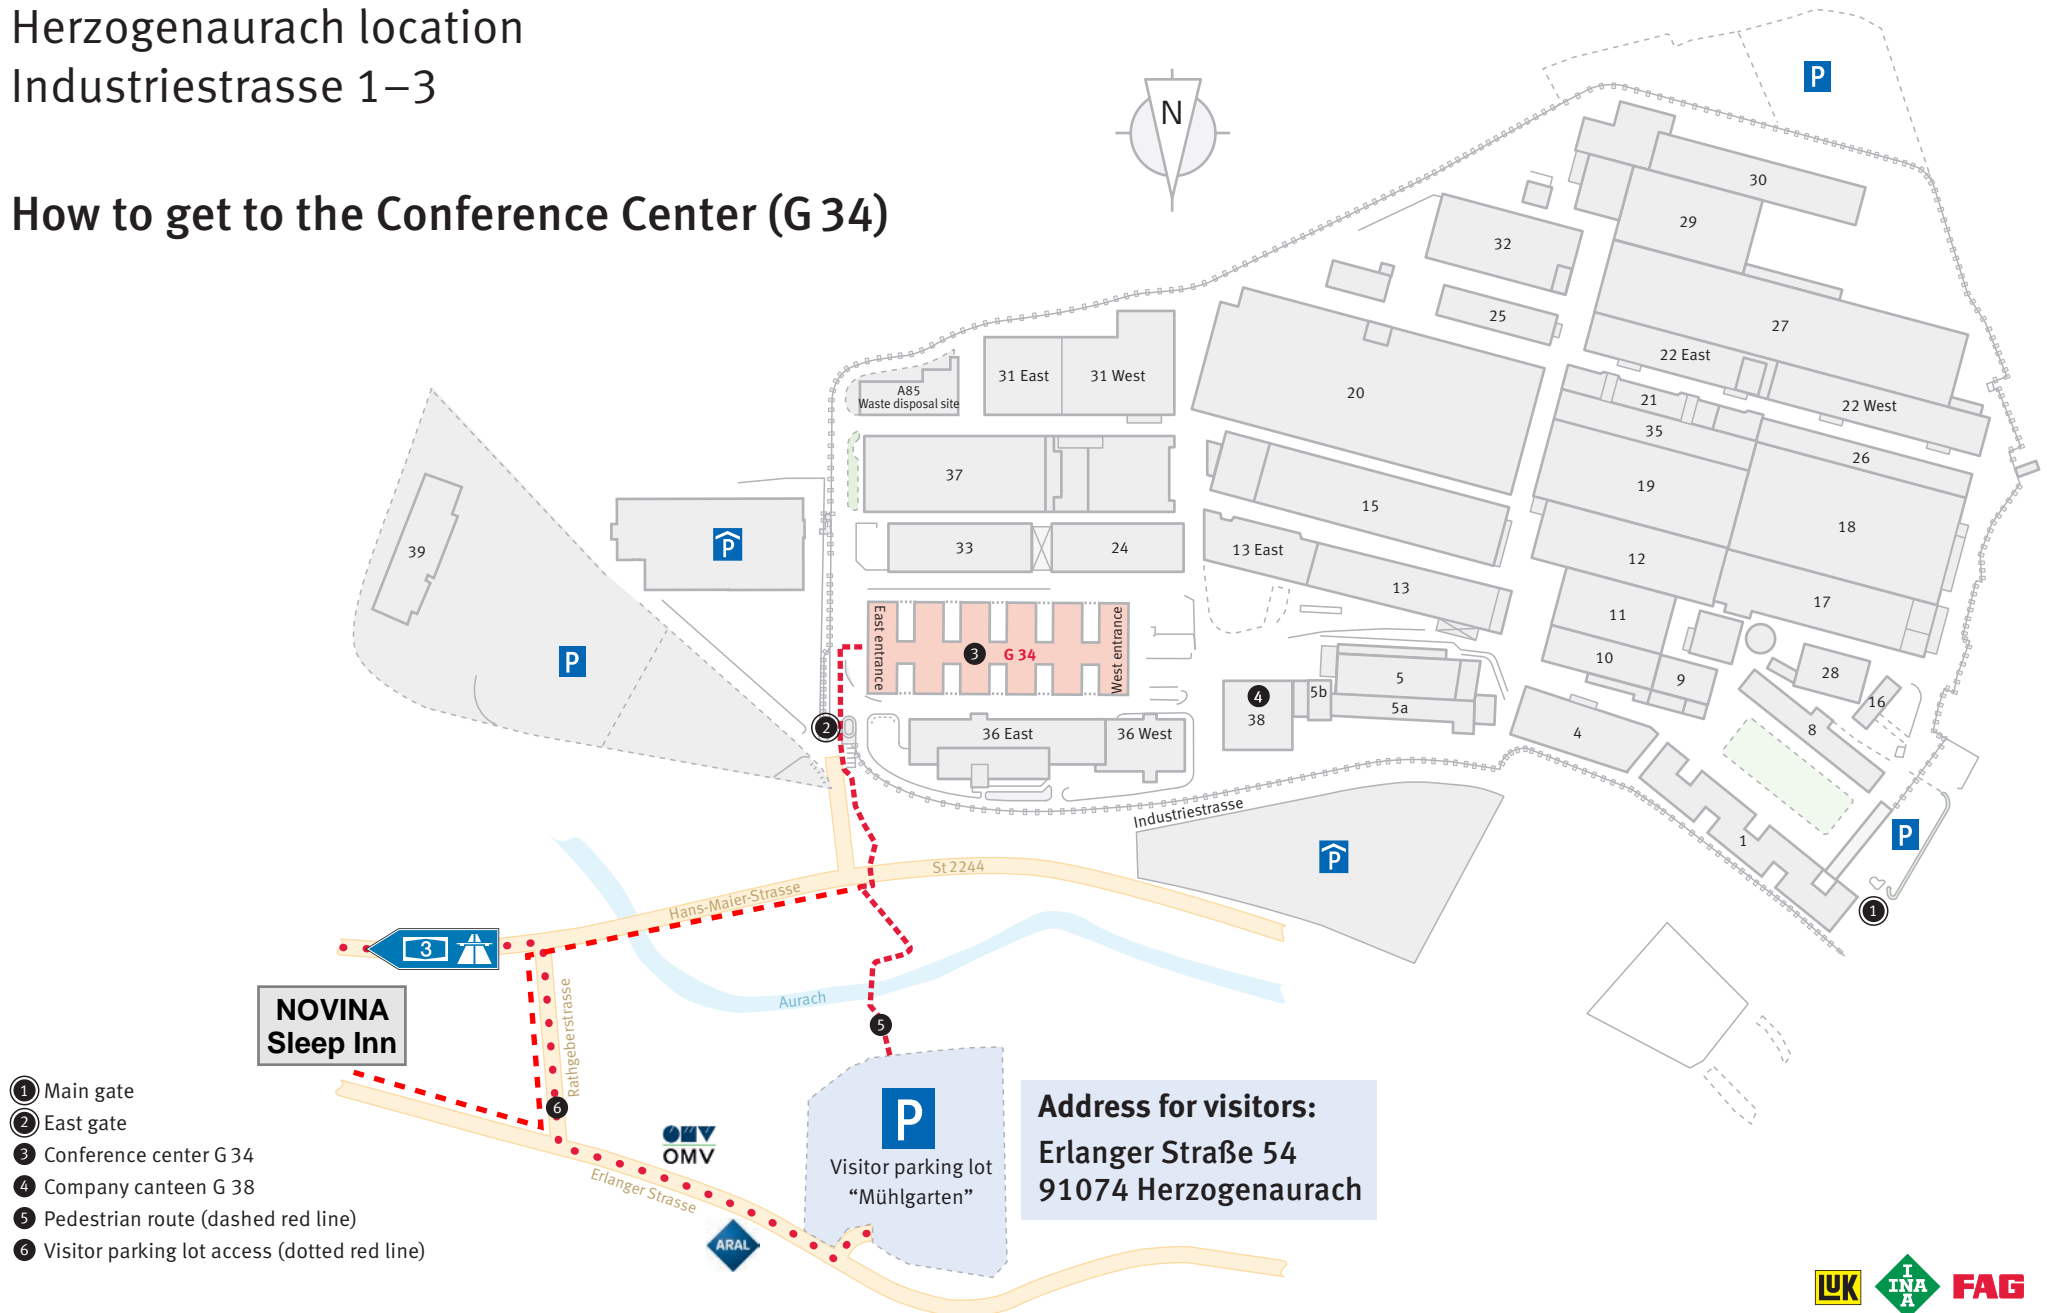 Herzogenaurach location
Industriestrasse 1–3
How to get to the Conference Center (G 34)
N
P
30
29
32
25
27
22 East
22 West
31 East
31 West
A85
Waste disposal site
20
21
35
26
37
15
19
18
39
P
33
24
13 East
13
12
17
11
P
East entrance
3
G 34
West entrance
10
9
28
16
4
38
5b
5
5a
8
4
2
36 East
36 West
Industriestrasse
1
P
P
1
St 2244
Hans-Maier-Strasse
3
Aurach
NOVINA
Sleep Inn
Rathgeberstrasse
5
6
OMV
OMV
P
Visitor parking lot
“Mühlgarten”
Erlanger Strasse
ARAL
Address for visitors:
Erlanger Straße 54
91074 Herzogenaurach
1 Main gate
2 East gate
3 Conference center G 34
4 Company canteen G 38
5 Pedestrian route (dashed red line)
6 Visitor parking lot access (dotted red line)
LUK
INA
INA
FAG